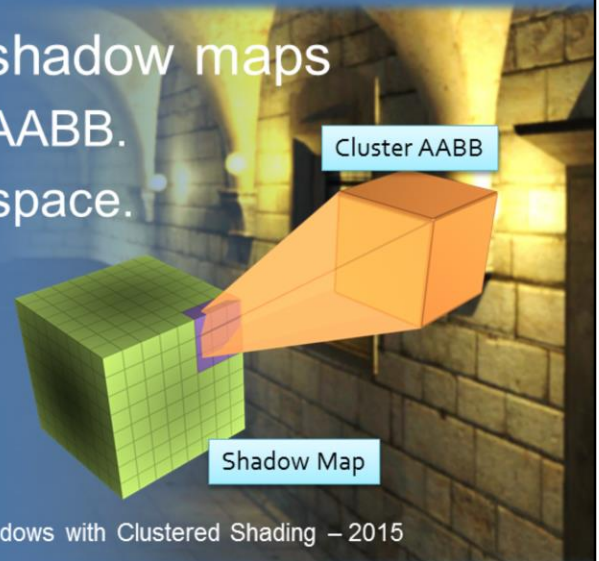 shadow maps
AABB.
space.
Cluster AABB
Shadow Map
dows with Clustered Shading – 2015